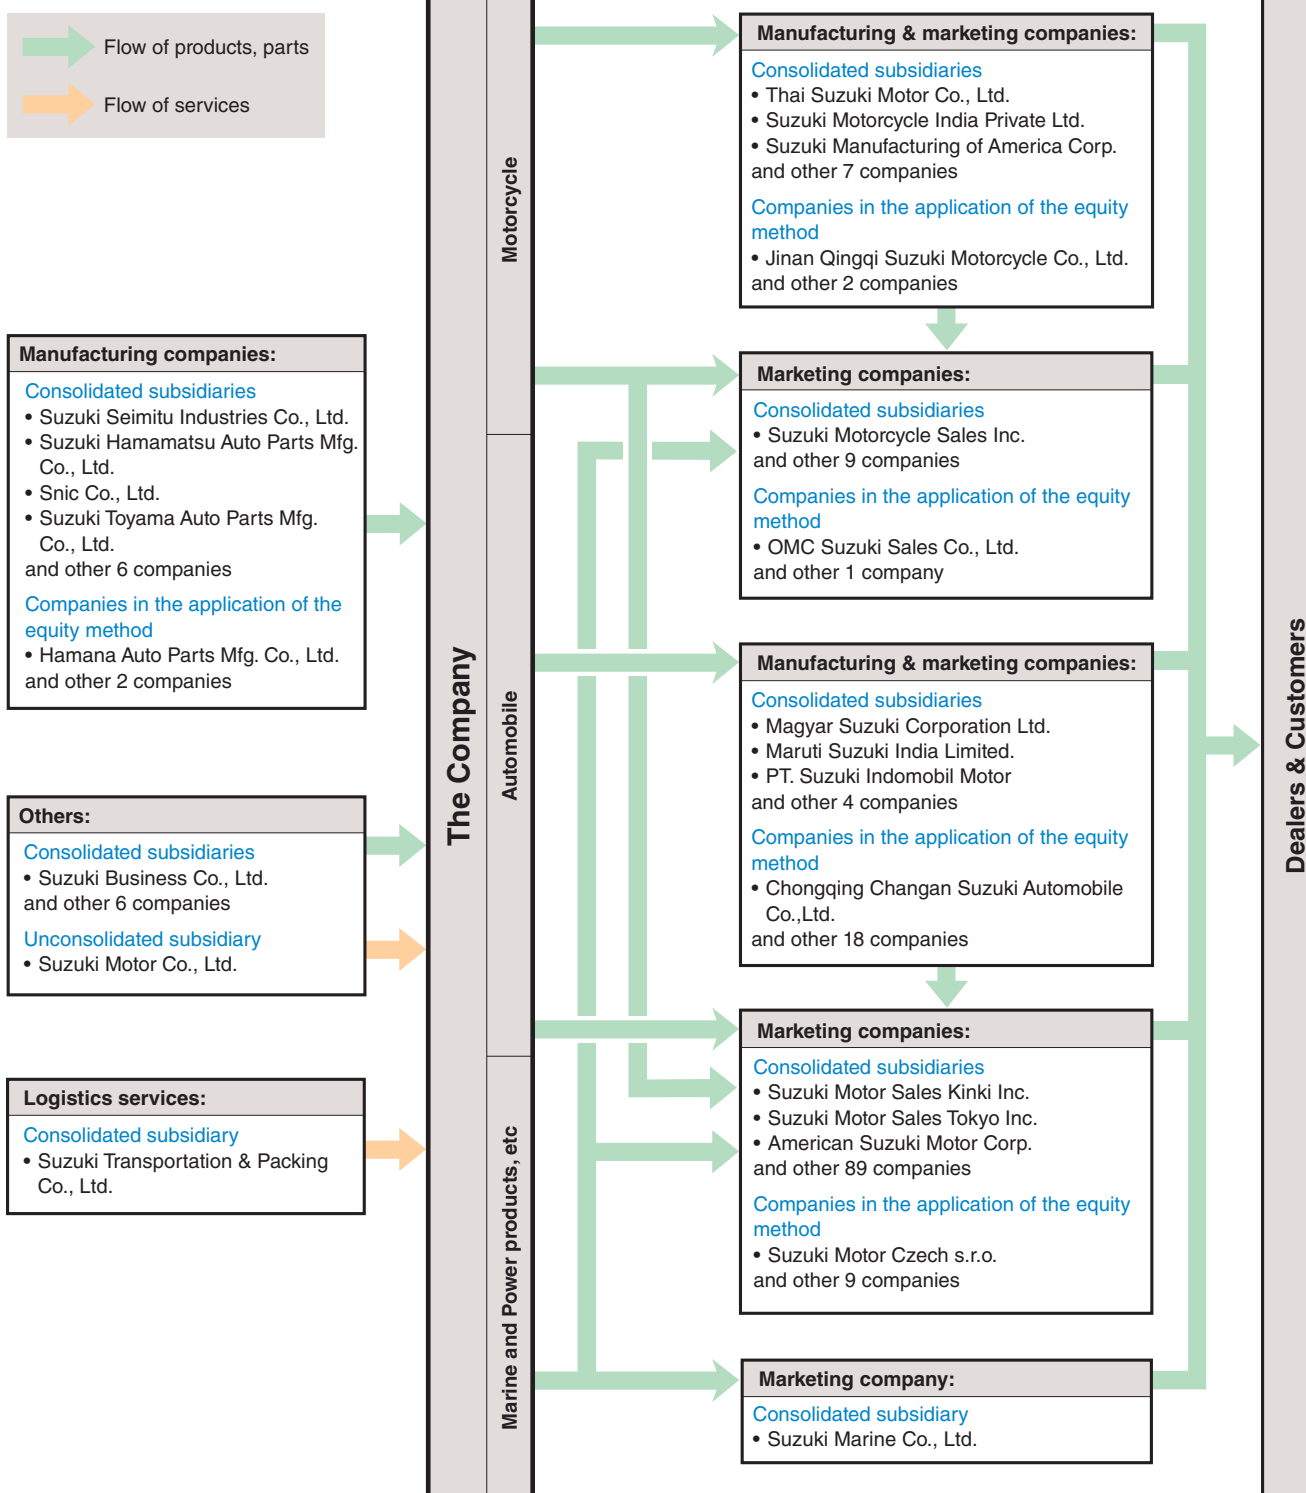 Flow of products, parts
Flow of services
Manufacturing companies:
Consolidated subsidiaries
• Suzuki Seimitu Industries Co., Ltd.
• Suzuki Hamamatsu Auto Parts Mfg.
Co., Ltd.
• Snic Co., Ltd.
• Suzuki Toyama Auto Parts Mfg.
Co., Ltd.
and other 6 companies
Companies in the application of the
equity method
• Hamana Auto Parts Mfg. Co., Ltd.
and other 2 companies
Others:
Consolidated subsidiaries
• Suzuki Business Co., Ltd.
and other 6 companies
Unconsolidated subsidiary
• Suzuki Motor Co., Ltd.
Logistics services:
Consolidated subsidiary
• Suzuki Transportation & Packing
Co., Ltd.
The Company
Motorcycle
Automobile
Marine and Power products, etc
Manufacturing & marketing companies:
Consolidated subsidiaries
• Thai Suzuki Motor Co., Ltd.
• Suzuki Motorcycle India Private Ltd.
• Suzuki Manufacturing of America Corp.
and other 7 companies
Companies in the application of the equity
method
• Jinan Qingqi Suzuki Motorcycle Co., Ltd.
and other 2 companies
Marketing companies:
Consolidated subsidiaries
• Suzuki Motorcycle Sales Inc.
and other 9 companies
Companies in the application of the equity
method
• OMC Suzuki Sales Co., Ltd.
and other 1 company
Manufacturing & marketing companies:
Consolidated subsidiaries
• Magyar Suzuki Corporation Ltd.
• Maruti Suzuki India Limited.
• PT. Suzuki Indomobil Motor
and other 4 companies
Companies in the application of the equity
method
• Chongqing Changan Suzuki Automobile
Co.,Ltd.
and other 18 companies
Marketing companies:
Consolidated subsidiaries
• Suzuki Motor Sales Kinki Inc.
• Suzuki Motor Sales Tokyo Inc.
• American Suzuki Motor Corp.
and other 89 companies
Companies in the application of the equity
method
• Suzuki Motor Czech s.r.o.
and other 9 companies
Marketing company:
Consolidated subsidiary
• Suzuki Marine Co., Ltd.
Dealers & Customers